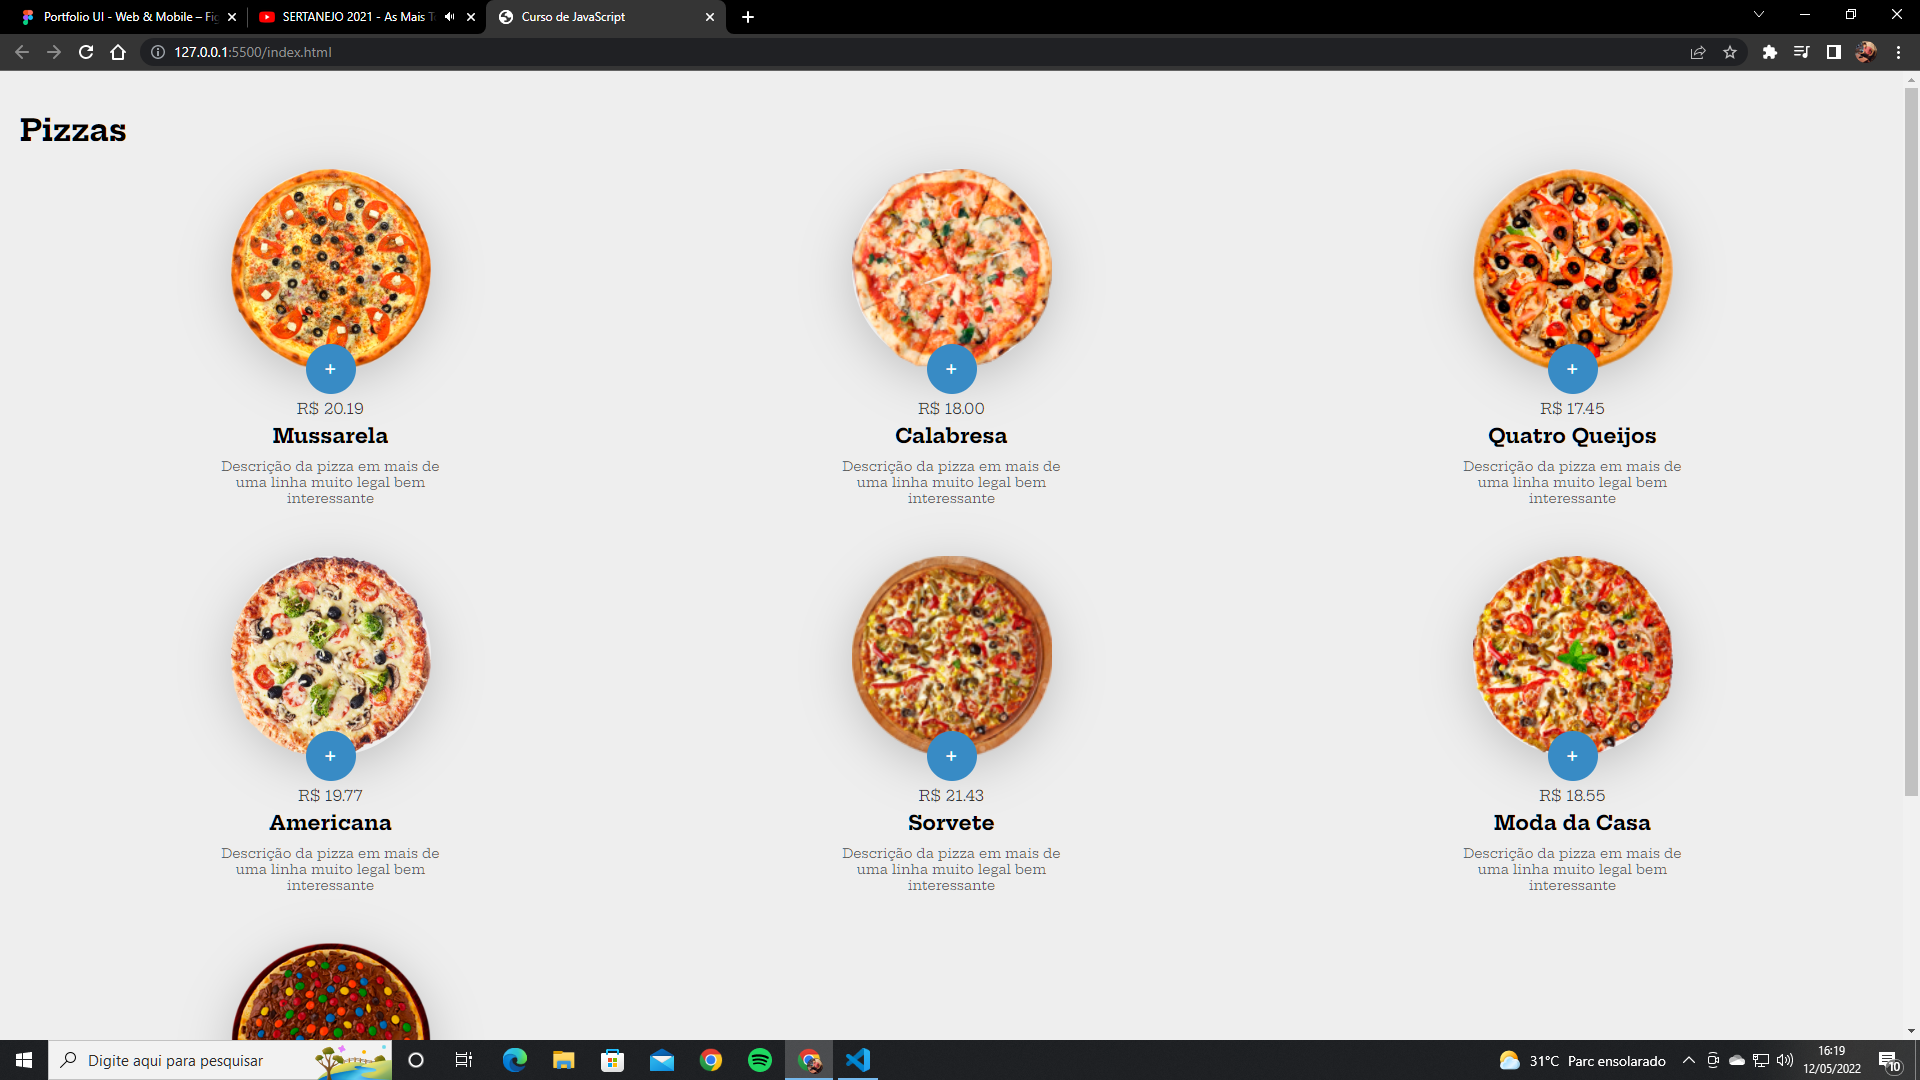 Portfolio UI - Web & Mobile – Fig
SERTANEJO 2021 - As Mais T
Curso de JavaScript
127.0.0.1:5500/index.html
Pizzas
+
+
+
R$ 20.19
R$ 18.00
R$ 17.45
Mussarela
Calabresa
Quatro Queijos
Descrição da pizza em mais de
uma linha muito legal bem
interessante
Descrição da pizza em mais de
uma linha muito legal bem
interessante
Descrição da pizza em mais de
uma linha muito legal bem
interessante
+
+
+
R$ 19.77
R$ 21.43
R$ 18.55
Americana
Sorvete
Moda da Casa
Descrição da pizza em mais de
uma linha muito legal bem
interessante
Descrição da pizza em mais de
uma linha muito legal bem
interessante
Descrição da pizza em mais de
uma linha muito legal bem
interessante
Digite aqui para pesquisar
31°C Parc ensolarado
16:19
12/05/2022
10